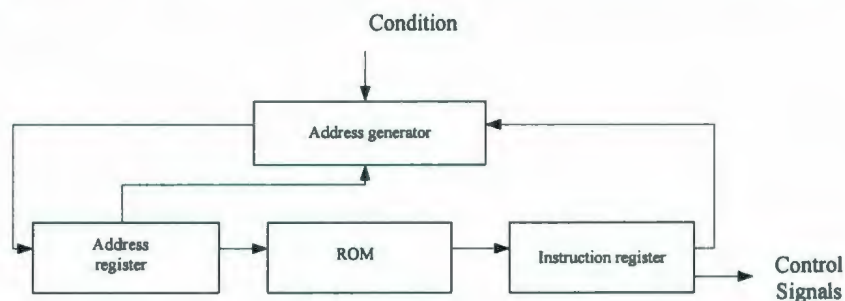 Condition
Address generator
Address
register
ROM
Instruction register
Control
Signals